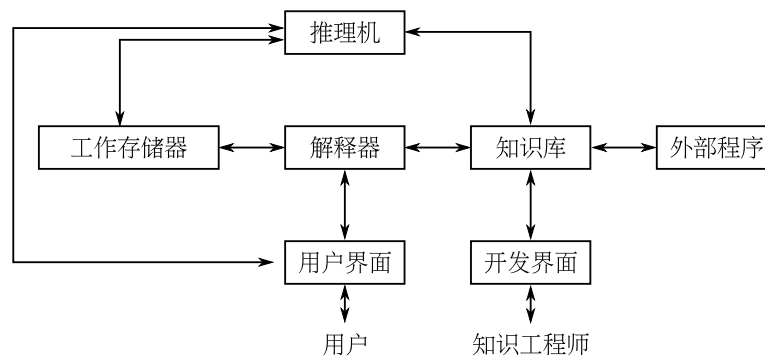 推理机
工作存储器
解释器
知识库
外部程序
用户界面
开发界面
用户
知识工程师